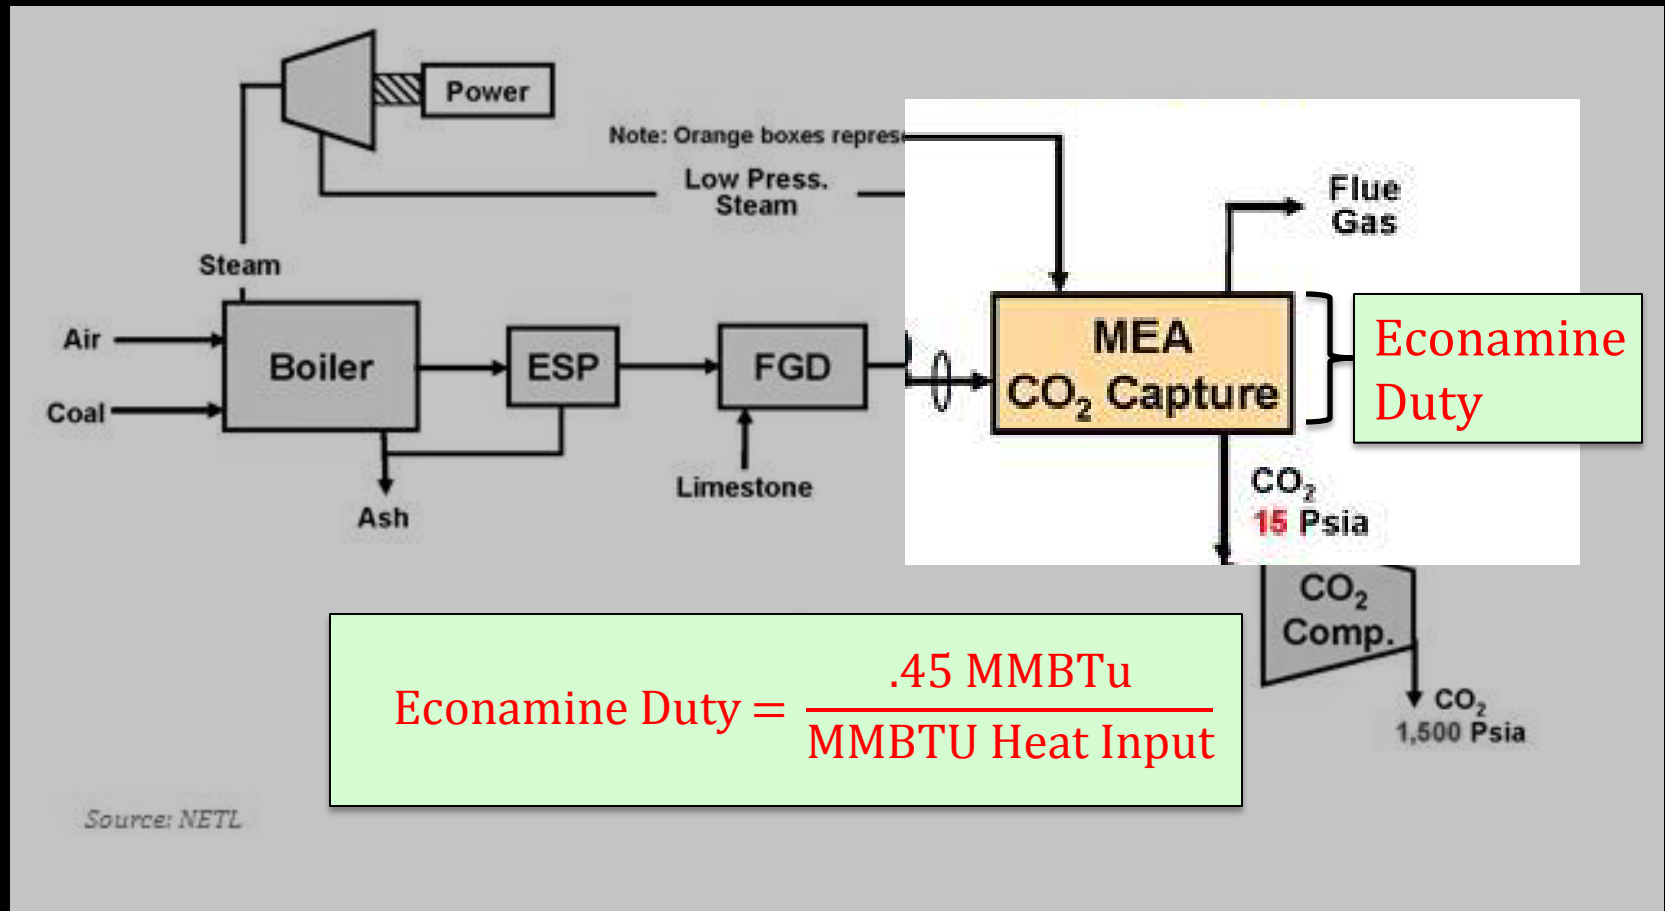 Power
Note: Orange boxes
Low Press.
Steam
Flue
Gas
Steam
Air
Boiler
ESP
FGD
MEA
CO₂ Capture
Econamine
Duty
Coal
Limestone
Ash
CO₂
15 Psia
CO₂
Comp.
CO₂
1,500 Psia
Econamine Duty = .45 MMBTu
MMBTU Heat Input
Source: NETL